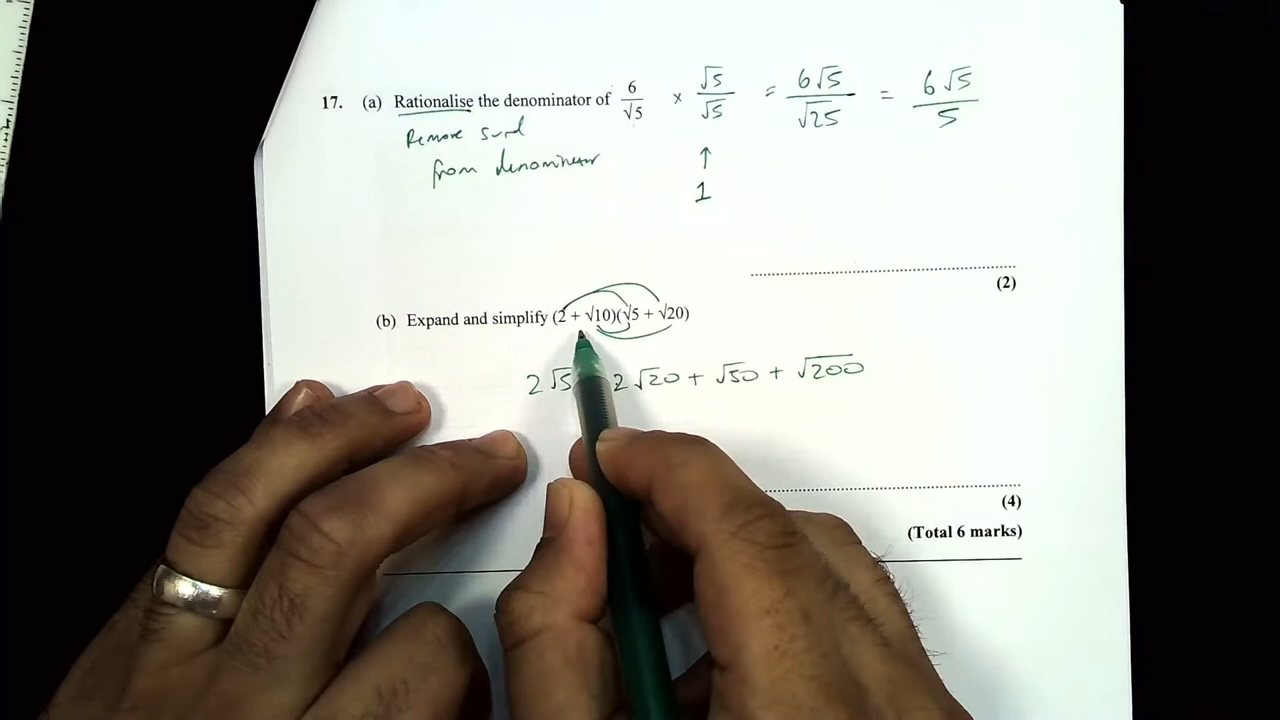 17. (a) Rationalise the denominator of 6/√5 × √5/√5 = 6√5/√25 = 6√5/5
Remove surd
from
↑
1
(2)
(b) Expand and simplify (2 + √10)(√5 + √20)
2√5 2√20 + √50 + √200
(4)
(Total 6 marks)